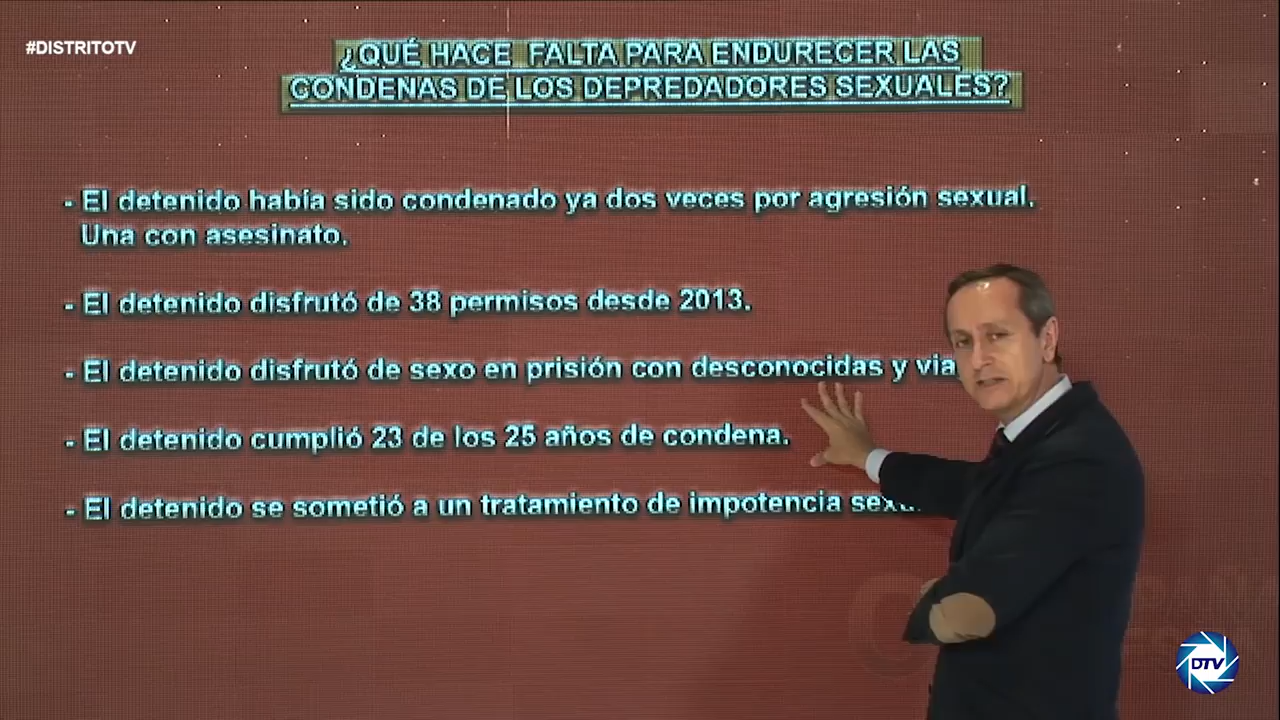 #DISTRITOTV
¿QUÉ HACE FALTA PARA ENDURECER LAS
CONDENAS DE LOS DEPREDADORES SEXUALES?
- El detenido había sido condenado ya dos veces por agresión sexual.
Una con asesinato.
- El detenido disfrutó de 38 permisos desde 2013.
- El detenido disfrutó de sexo en prisión con desconocidas y
- El detenido cumplió 23 de los 25 años de condena.
- El detenido se sometió a un tratamiento de impotencia
DTV